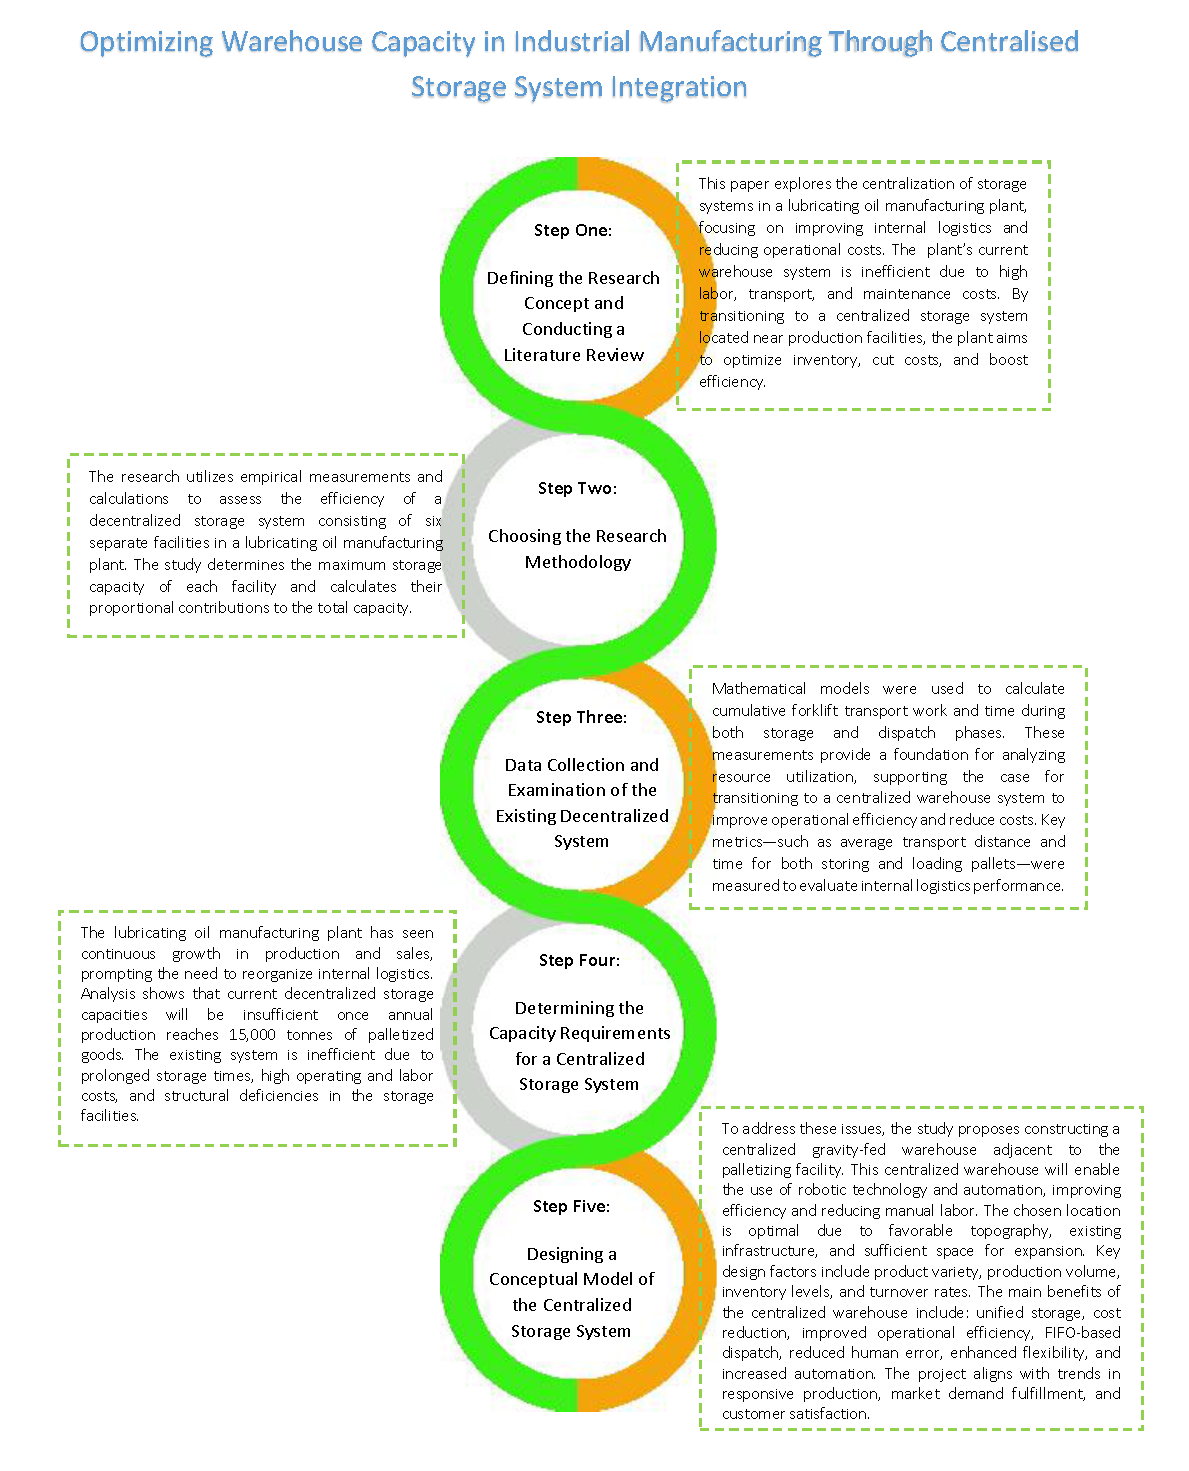 Optimizing Warehouse Capacity in Industrial Manufacturing Through Centralised
Storage System Integration
Step One:
Defining the Research
Concept and
Conducting a
Literature Review
This paper explores the centralization of storage
systems in a lubricating oil manufacturing plant,
focusing on improving internal logistics and
reducing operational costs. The plant's current
warehouse system is inefficient due to high
labor, transport, and maintenance costs. By
transitioning to a centralized storage system
located near production facilities, the plant aims
to optimize inventory, cut costs, and boost
efficiency.
The research utilizes empirical measurements and
calculations to assess the efficiency of a
decentralized storage system consisting of six
separate facilities in a lubricating oil manufacturing
plant. The study determines the maximum storage
capacity of each facility and calculates their
proportional contributions to the total capacity.
Step Two:
Choosing the Research
Methodology
Step Three:
Data Collection and
Examination of the
Existing Decentralized
System
Mathematical models were used to calculate
cumulative forklift transport work and time during
both storage and dispatch phases. These
measurements provide a foundation for analyzing
resource utilization, supporting the case for
transitioning to a centralized warehouse system to
improve operational efficiency and reduce costs. Key
metrics—such as average transport distance and
time for both storing and loading pallets—were
measured to evaluate internal logistics performance.
The lubricating oil manufacturing plant has seen
continuous growth in production and sales,
prompting the need to reorganize internal logistics.
Analysis shows that current decentralized storage
capacities will be insufficient once annual
production reaches 15,000 tonnes of palletized
goods. The existing system is inefficient due to
prolonged storage times, high operating and labor
costs, and structural deficiencies in the storage
facilities.
Step Four:
Determining the
Capacity Requirements
for a Centralized
Storage System
Step Five:
Designing a
Conceptual Model of
the Centralized
Storage System
To address these issues, the study proposes constructing a
centralized gravity-fed warehouse adjacent to the
palletizing facility. This centralized warehouse will enable
the use of robotic technology and automation, improving
efficiency and reducing manual labor. The chosen location
is optimal due to favorable topography, existing
infrastructure, and sufficient space for expansion. Key
design factors include product variety, production volume,
inventory levels, and turnover rates. The main benefits of
the centralized warehouse include: unified storage, cost
reduction, improved operational efficiency, FIFO-based
dispatch, reduced human error, enhanced flexibility, and
increased automation. The project aligns with trends in
responsive production, market demand fulfillment, and
customer satisfaction.